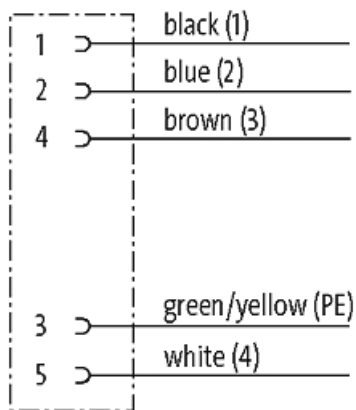 1 black (1)
2 blue (2)
4 brown (3)
3 green/yellow (PE)
5 white (4)